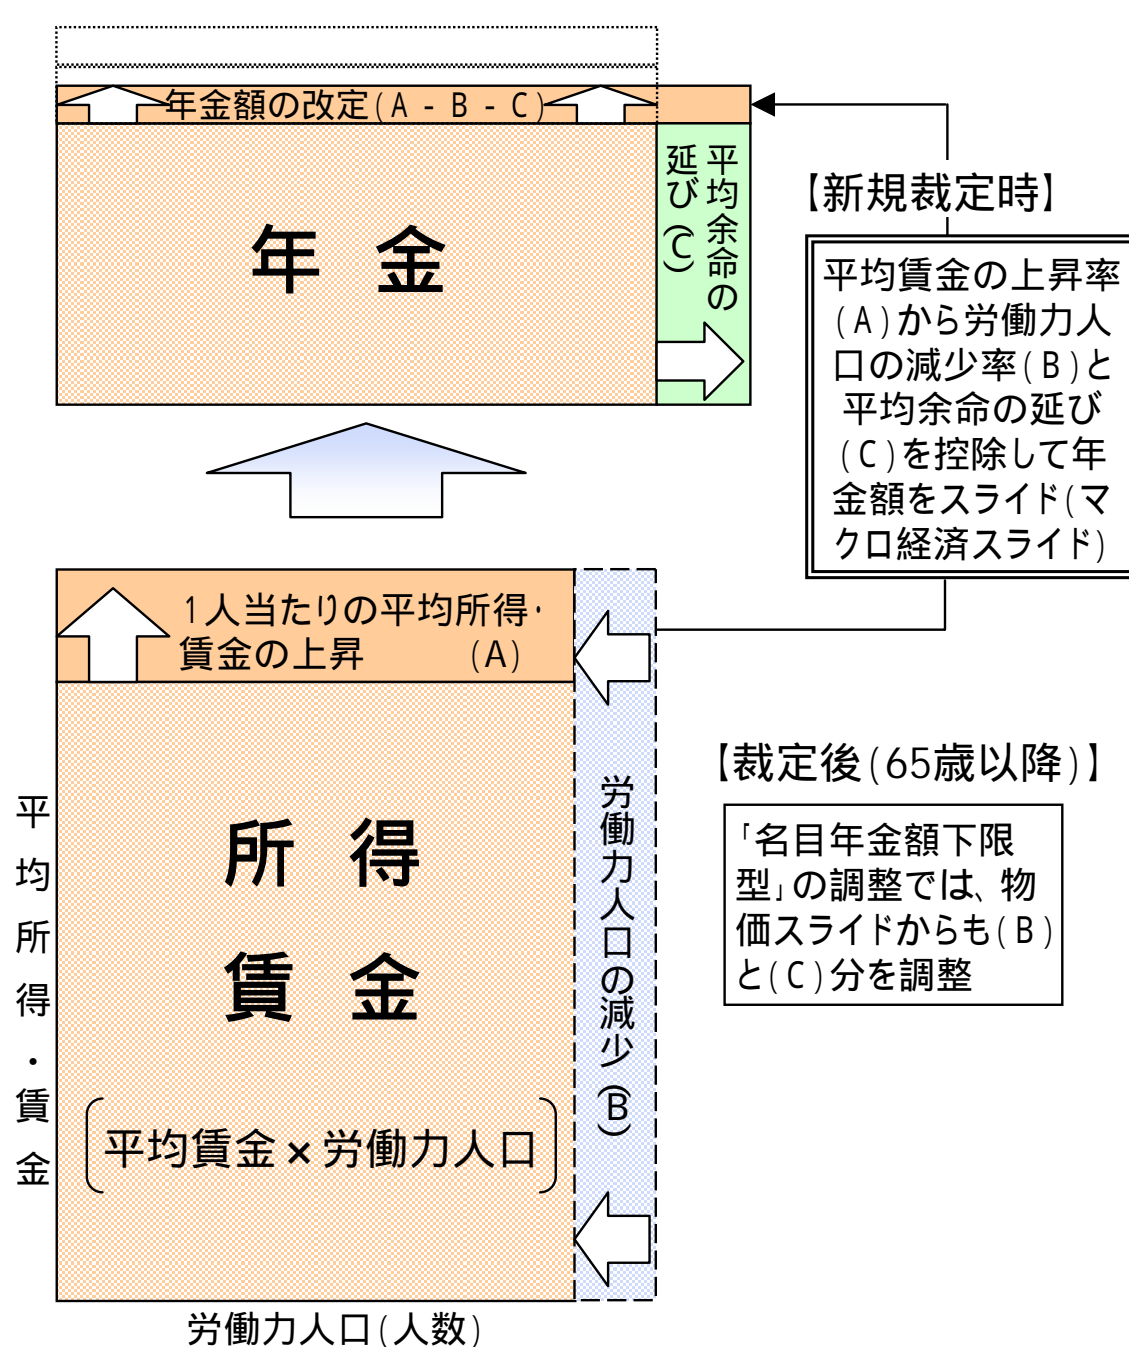 年金額の改定(A - B - C)
年 金
平均余命の
延び(C)
【新規裁定時】
平均賃金の上昇率
(A)から労働力人
口の減少率(B)と
平均余命の延び
(C)を控除して年
金額をスライド(マ
クロ経済スライド)
1人当たりの平均所得・
賃金の上昇 (A)
所 得
賃 金
平均賃金×労働力人口
労働力人口の減少(B)
平均所得・賃金
労働力人口(人数)
【裁定後(65歳以降)】
「名目年金額下限
型」の調整では、物
価スライドからも(B)
と(C)分を調整